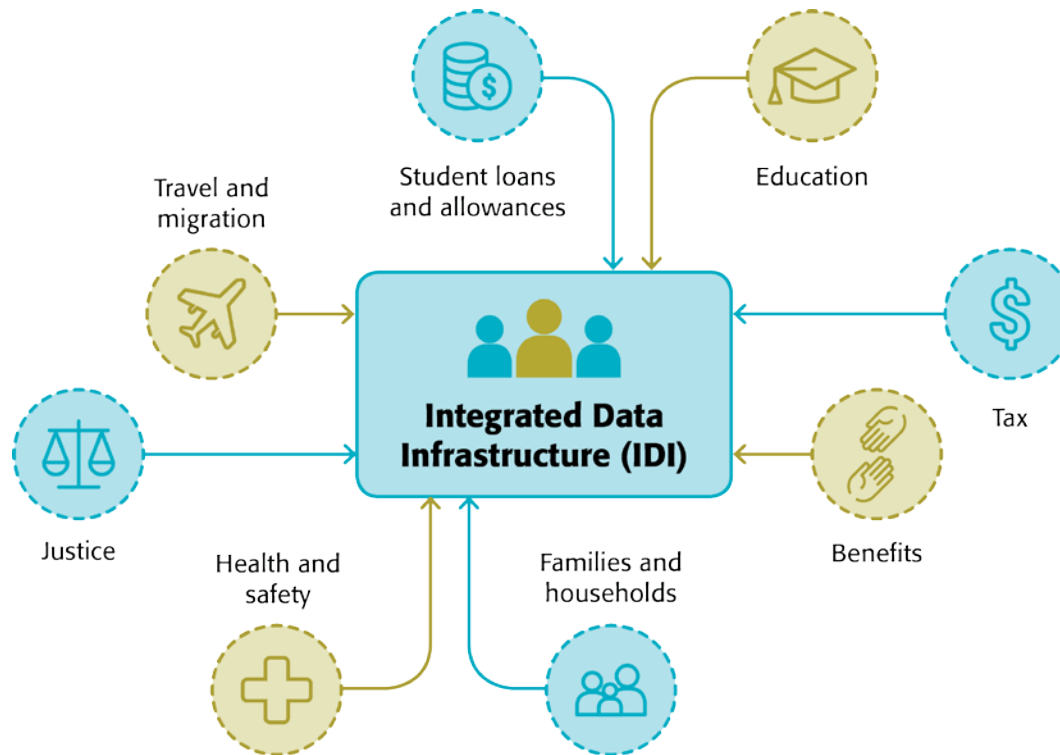 Student loans
and allowances
Education
Travel and
migration
Integrated Data
Infrastructure (IDI)
Tax
Justice
Benefits
Health and
safety
Families and
households